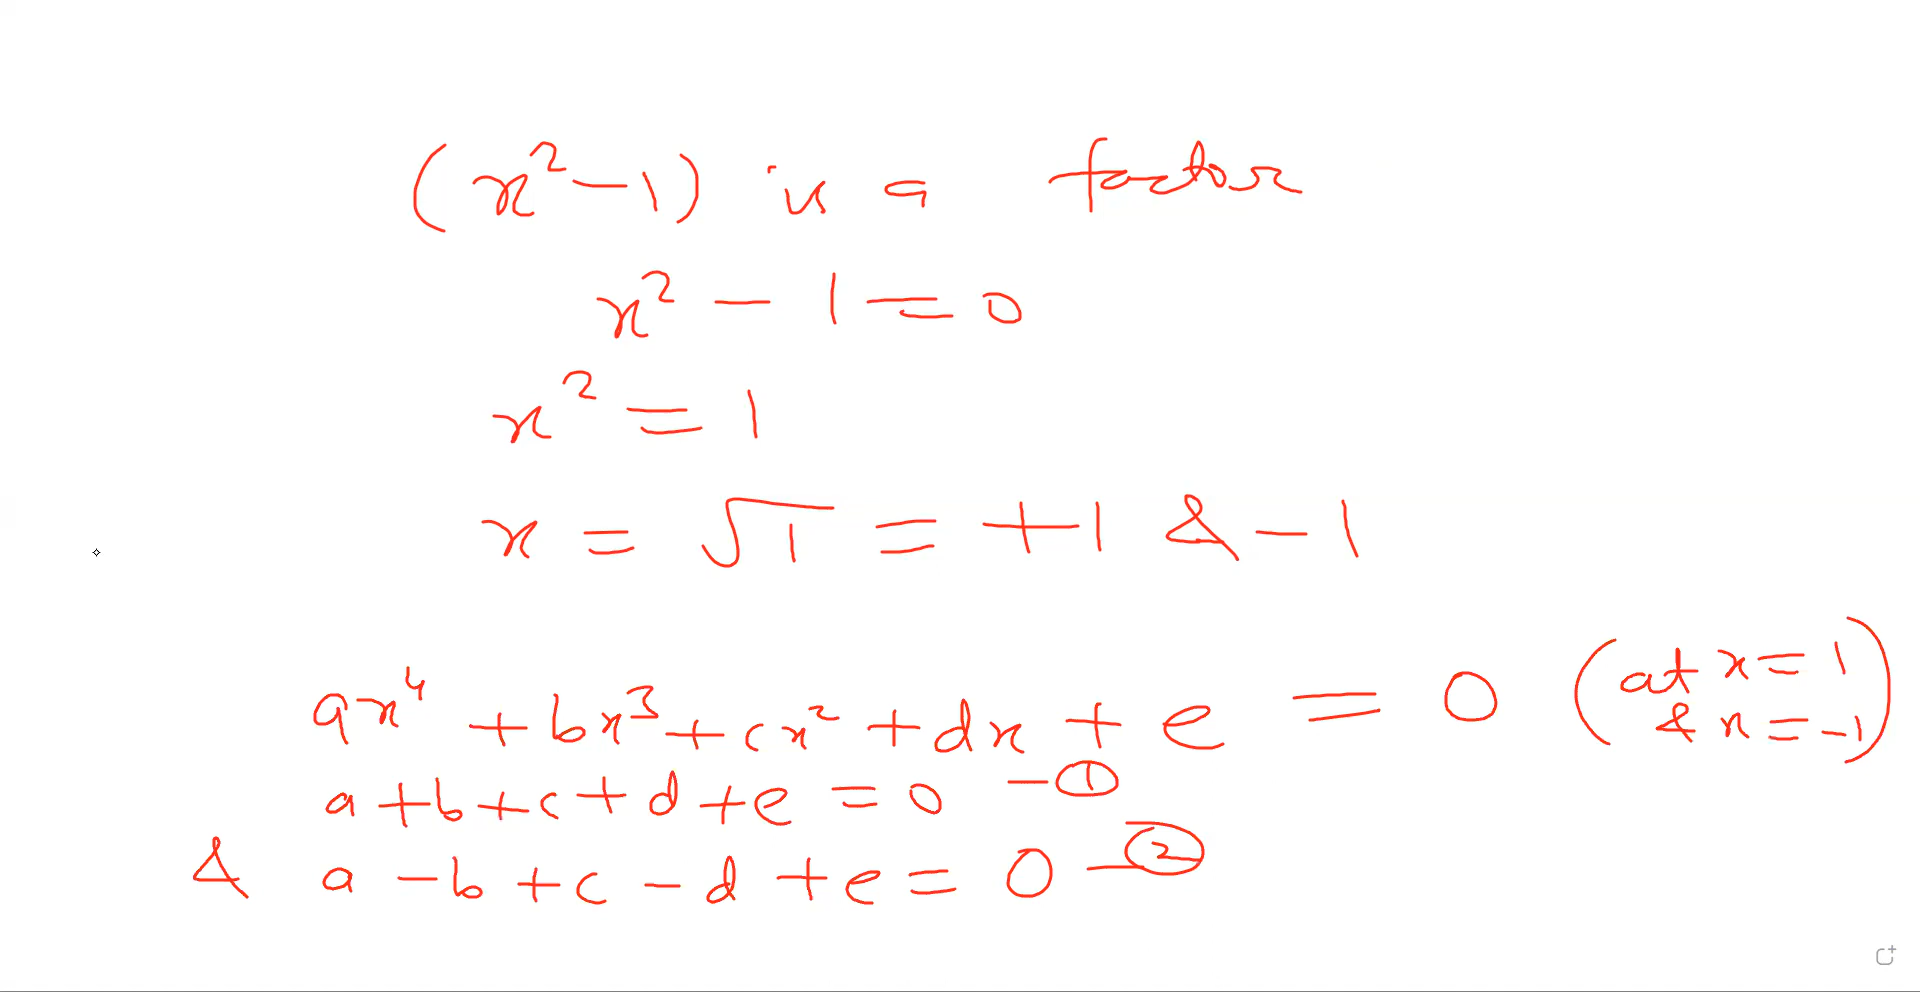 (x² - 1) is a factor
x² - 1 = 0
x² = 1
x = √1 = +1 & -1
ax⁴ + bx³ + cx² + dx + e = 0 (at x = 1 & x = -1)
a + b + c + d + e = 0 - ①
& a - b + c - d + e = 0 - ②